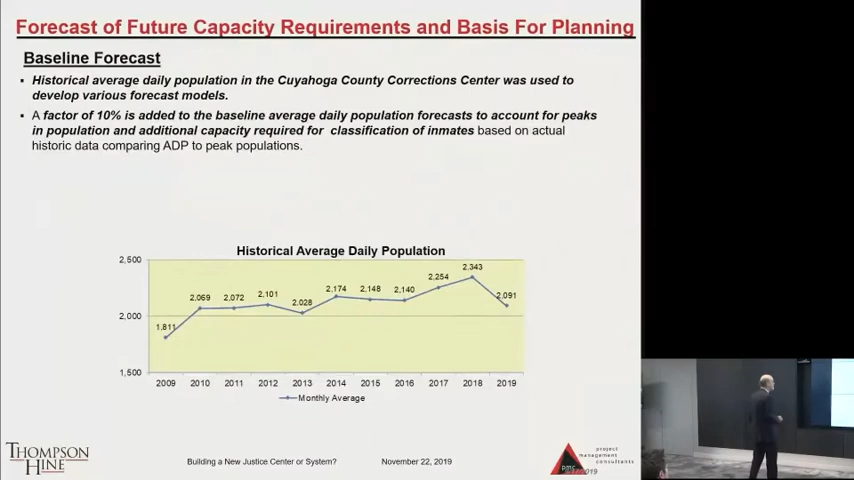 Forecast of Future Capacity Requirements and Basis For Planning
Baseline Forecast
▪ Historical average daily population in the Cuyahoga County Corrections Center was used to
develop various forecast models.
▪ A factor of 10% is added to the baseline average daily population forecasts to account for peaks
in population and additional capacity required for classification of inmates based on actual
historic data comparing ADP to peak populations.
Historical Average Daily Population
2,500
2,000
1,500
1,811
2,069
2,072
2,101
2,028
2,174
2,148
2,140
2,254
2,343
2,091
2009 2010 2011 2012 2013 2014 2015 2016 2017 2018 2019
Monthly Average
THOMPSON
HINE
Building a New Justice Center or System?
November 22, 2019
project
management
consultants
pmc
2019